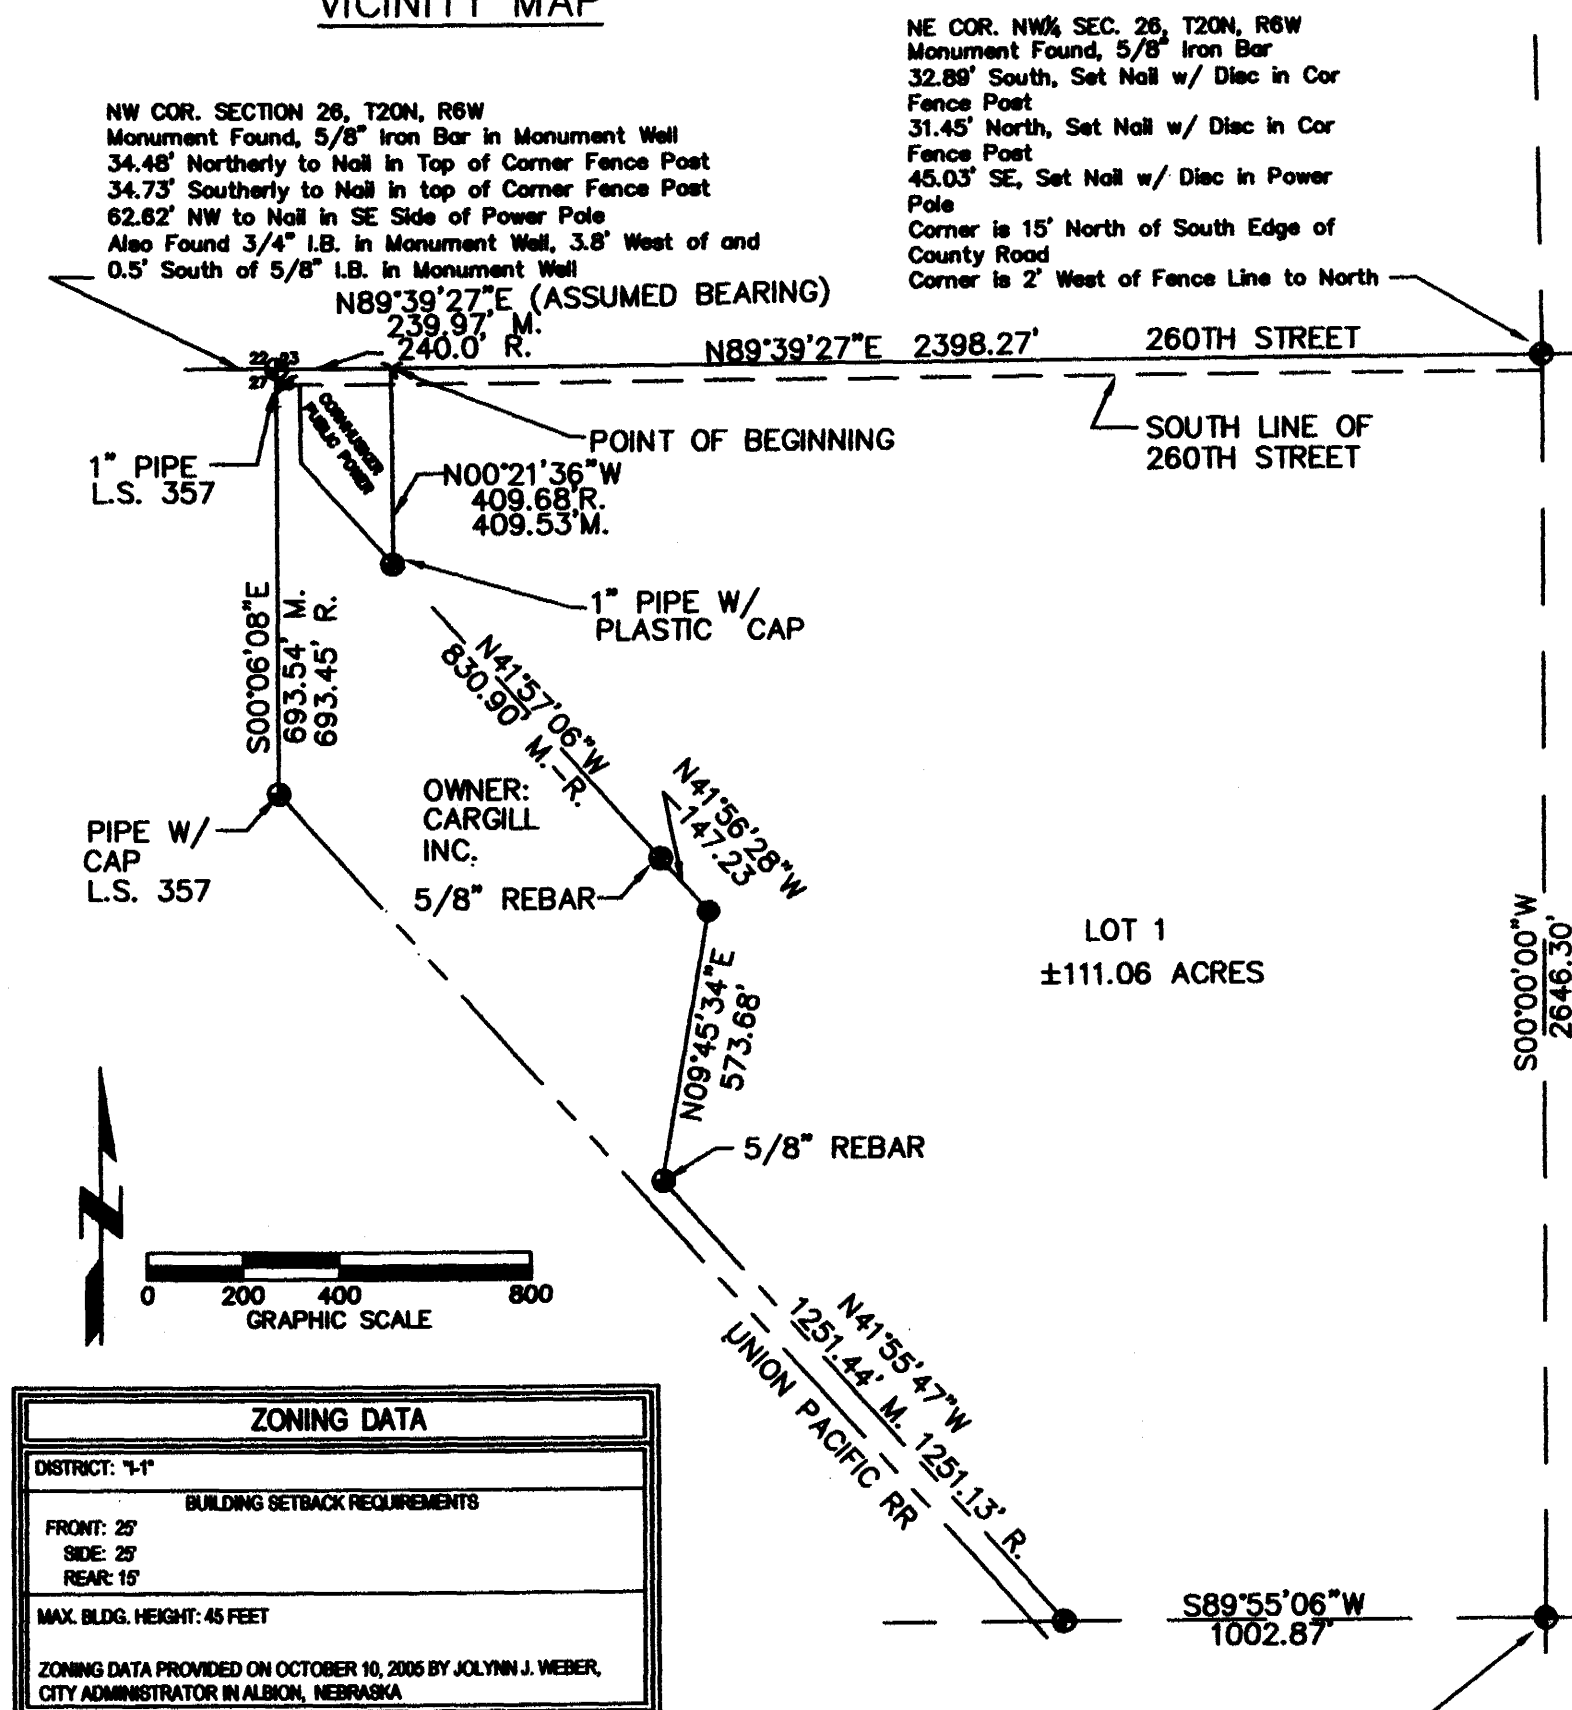 VICINITY MAP
NE COR. NW¼ SEC. 26, T20N, R6W
Monument Found, 5/8" Iron Bar
32.89' South, Set Nail w/ Disc in Cor
Fence Post
31.45' North, Set Nail w/ Disc in Cor
Fence Post
45.03' SE, Set Nail w/ Disc in Power
Pole
Corner is 15' North of South Edge of
County Road
Corner is 2' West of Fence Line to North
NW COR. SECTION 26, T20N, R6W
Monument Found, 5/8" Iron Bar in Monument Well
34.48' Northerly to Nail in Top of Corner Fence Post
34.73' Southerly to Nail in top of Corner Fence Post
62.62' NW to Nail in SE Side of Power Pole
Also Found 3/4" I.B. in Monument Well, 3.8' West of and
0.5' South of 5/8" I.B. in Monument Well
N89°39'27"E (ASSUMED BEARING)
239.97' M.
240.0' R.
N89°39'27"E 2398.27'
260TH STREET
22 23
27
CORNHUSKER
PUBLIC POWER
POINT OF BEGINNING
SOUTH LINE OF
260TH STREET
1" PIPE
L.S. 357
N00°21'36"W
409.68'R.
409.53'M.
1" PIPE W/
PLASTIC CAP
S00°06'08"E
693.54' M.
693.45' R.
N41°57'06"W
830.90' M.-R.
N41°56'28"W
147.23
OWNER:
CARGILL
INC.
PIPE W/
CAP
L.S. 357
5/8" REBAR
LOT 1
±111.06 ACRES
S00°00'00"W
2646.30'
N09°45'34"E
573.68'
5/8" REBAR
N
0 200 400 800
GRAPHIC SCALE
N41°55'47"W
1251.44' M. 1251.13' R.
UNION PACIFIC RR
S89°55'06"W
1002.87'
ZONING DATA
DISTRICT: "I-1"
BUILDING SETBACK REQUIREMENTS
FRONT: 25'
SIDE: 25'
REAR: 15'
MAX. BLDG. HEIGHT: 45 FEET
ZONING DATA PROVIDED ON OCTOBER 10, 2005 BY JOLYNN J. WEBER,
CITY ADMINISTRATOR IN ALBION, NEBRASKA